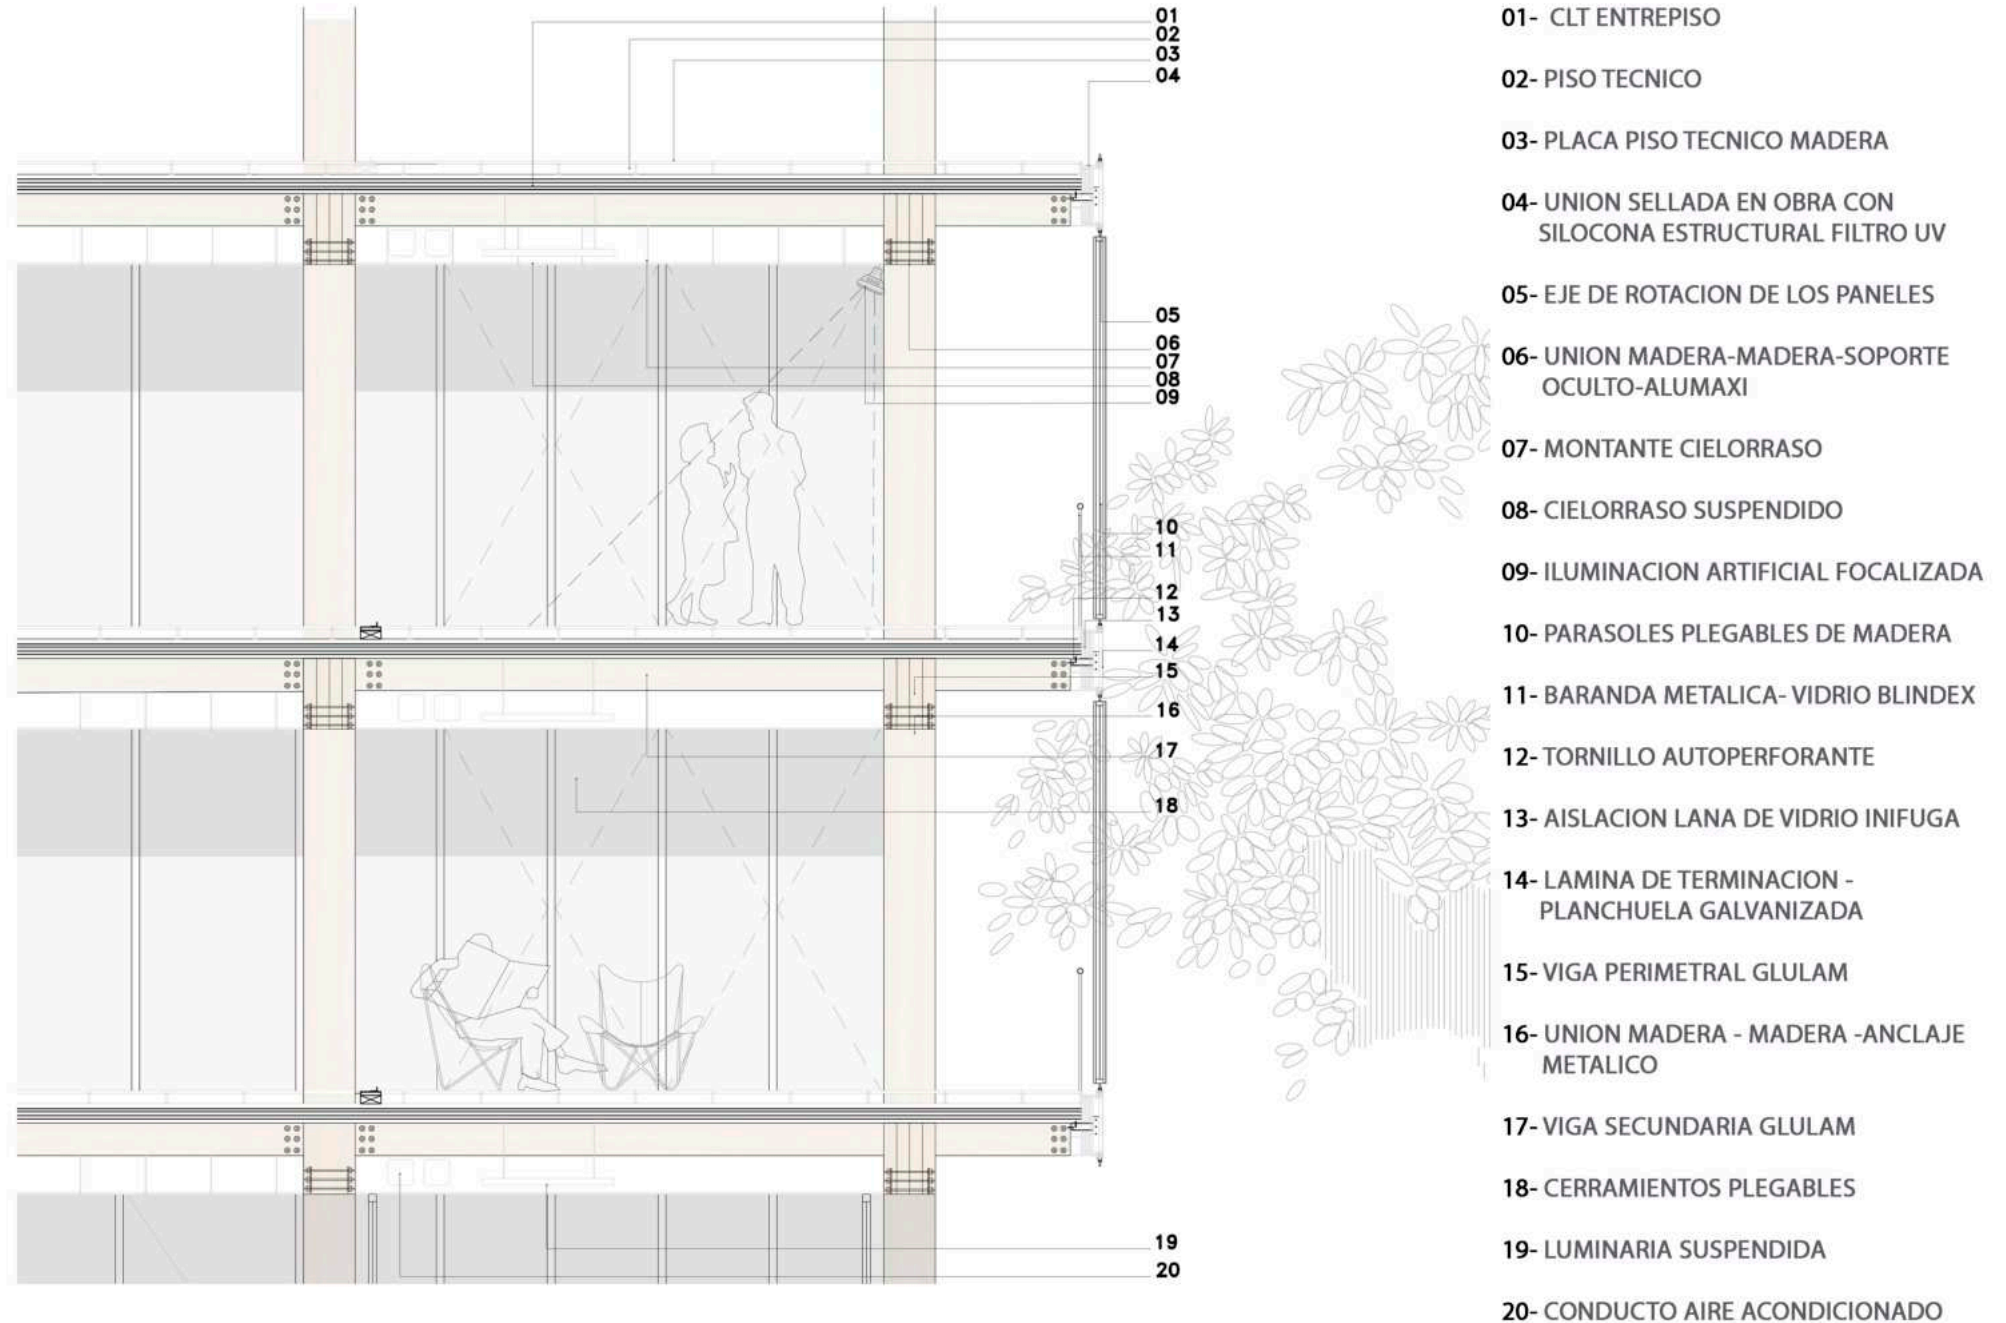 01
02
03
04
05
06
07
08
09
10
11
12
13
14
15
16
17
18
19
20
01- CLT ENTREPISO
02- PISO TECNICO
03- PLACA PISO TECNICO MADERA
04- UNION SELLADA EN OBRA CON
SILOCONA ESTRUCTURAL FILTRO UV
05- EJE DE ROTACION DE LOS PANELES
06- UNION MADERA-MADERA-SOPORTE
OCULTO-ALUMAXI
07- MONTANTE CIELORRASO
08- CIELORRASO SUSPENDIDO
09- ILUMINACION ARTIFICIAL FOCALIZADA
10- PARASOLES PLEGABLES DE MADERA
11- BARANDA METALICA- VIDRIO BLINDEX
12- TORNILLO AUTOPERFORANTE
13- AISLACION LANA DE VIDRIO INIFUGA
14- LAMINA DE TERMINACION -
PLANCHUELA GALVANIZADA
15- VIGA PERIMETRAL GLULAM
16- UNION MADERA - MADERA -ANCLAJE
METALICO
17- VIGA SECUNDARIA GLULAM
18- CERRAMIENTOS PLEGABLES
19- LUMINARIA SUSPENDIDA
20- CONDUCTO AIRE ACONDICIONADO